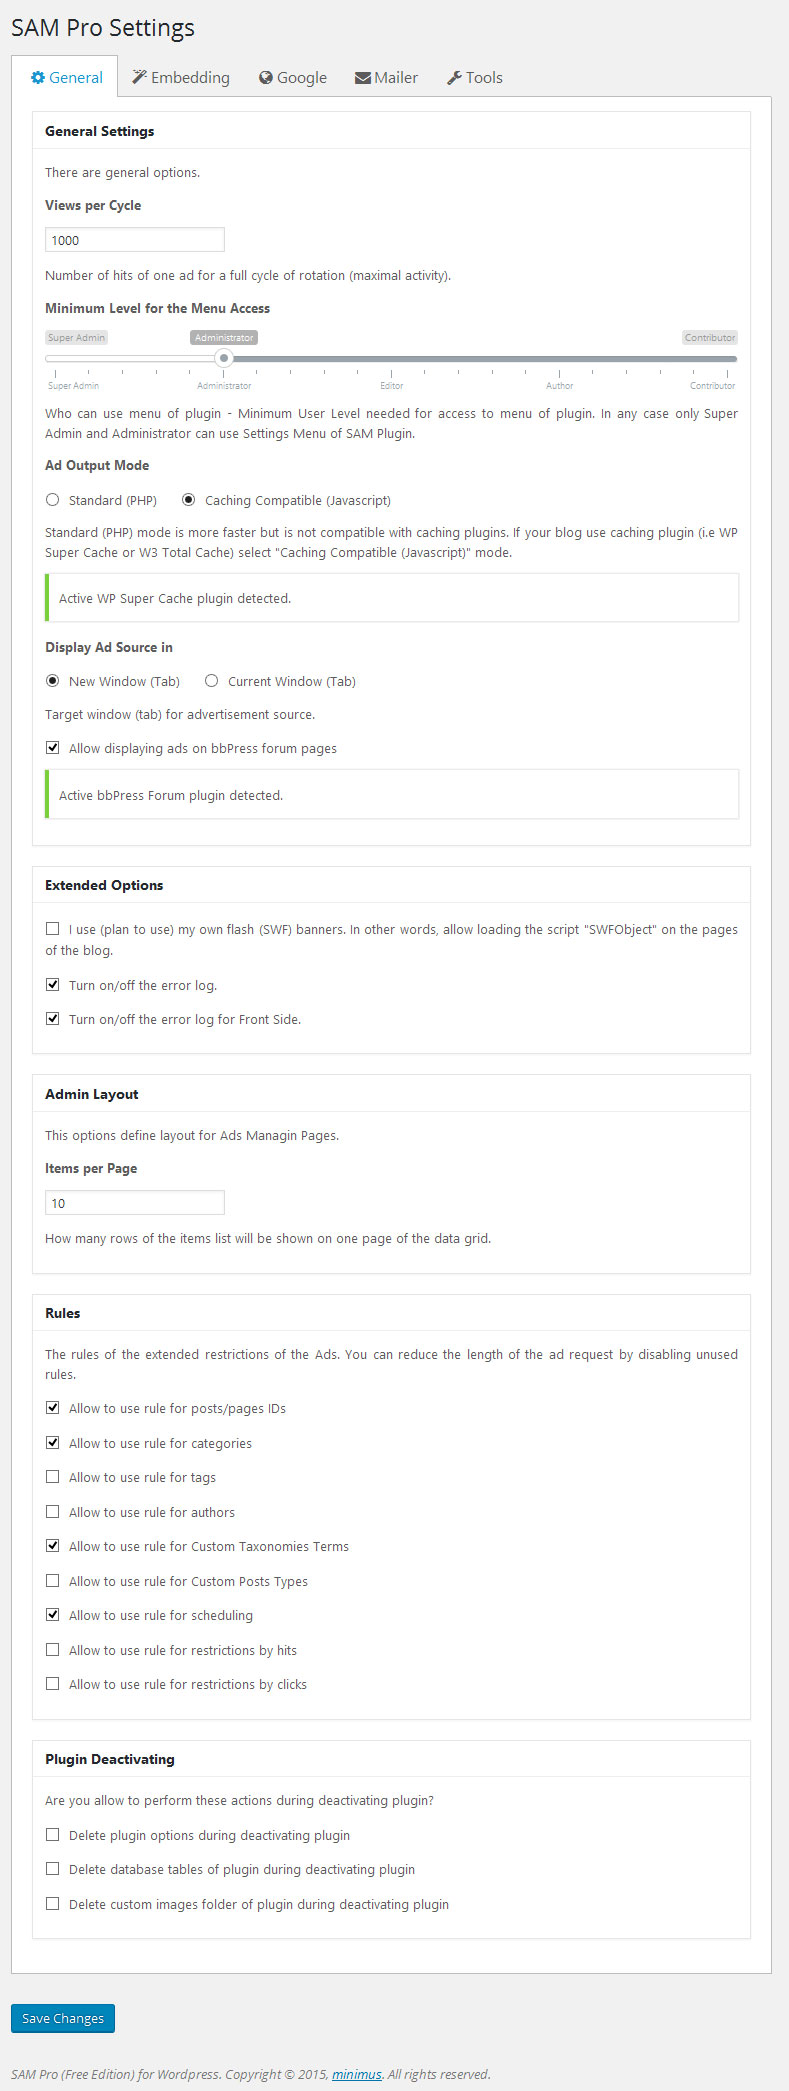 SAM Pro Settings
General Embedding Google Mailer Tools
General Settings
There are general options.
Views per Cycle
1000
Number of hits of one ad for a full cycle of rotation (maximal activity).
Minimum Level for the Menu Access
Super Admin Administrator Contributor
Super Admin Administrator Editor Author Contributor
Who can use menu of plugin - Minimum User Level needed for access to menu of plugin. In any case only Super
Admin and Administrator can use Settings Menu of SAM Plugin.
Ad Output Mode
Standard (PHP) Caching Compatible (Javascript)
Standard (PHP) mode is more faster but is not compatible with caching plugins. If your blog use caching plugin (i.e WP
Super Cache or W3 Total Cache) select "Caching Compatible (Javascript)" mode.
Active WP Super Cache plugin detected.
Display Ad Source in
New Window (Tab) Current Window (Tab)
Target window (tab) for advertisement source.
Allow displaying ads on bbPress forum pages
Active bbPress Forum plugin detected.
Extended Options
I use (plan to use) my own flash (SWF) banners. In other words, allow loading the script "SWFObject" on the pages
of the blog.
Turn on/off the error log.
Turn on/off the error log for Front Side.
Admin Layout
This options define layout for Ads Managin Pages.
Items per Page
10
How many rows of the items list will be shown on one page of the data grid.
Rules
The rules of the extended restrictions of the Ads. You can reduce the length of the ad request by disabling unused
rules.
Allow to use rule for posts/pages IDs
Allow to use rule for categories
Allow to use rule for tags
Allow to use rule for authors
Allow to use rule for Custom Taxonomies Terms
Allow to use rule for Custom Posts Types
Allow to use rule for scheduling
Allow to use rule for restrictions by hits
Allow to use rule for restrictions by clicks
Plugin Deactivating
Are you allow to perform these actions during deactivating plugin?
Delete plugin options during deactivating plugin
Delete database tables of plugin during deactivating plugin
Delete custom images folder of plugin during deactivating plugin
Save Changes
SAM Pro (Free Edition) for Wordpress. Copyright © 2015, minimus. All rights reserved.